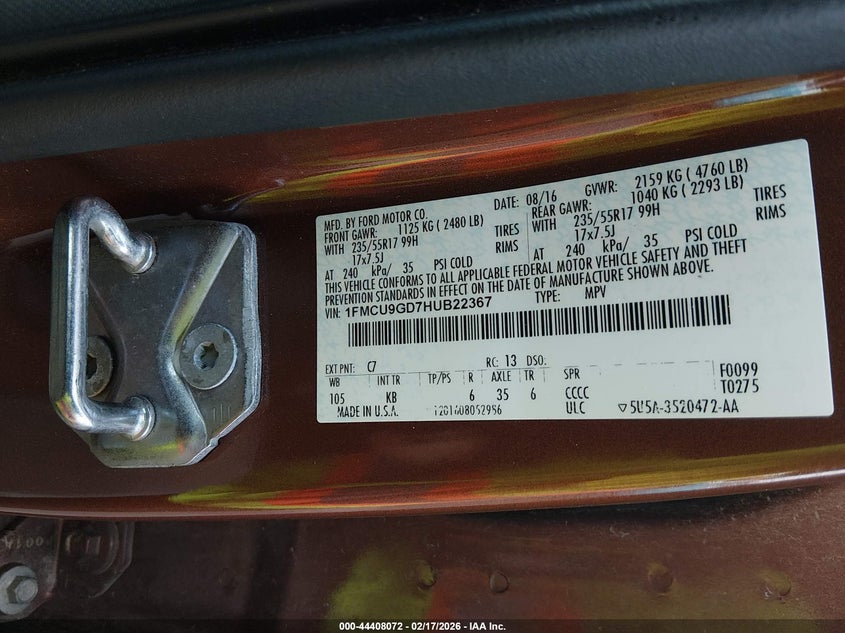 MFD. BY FORD MOTOR CO.
DATE: 08/16 GVWR: 2159 KG ( 4760 LB)
FRONT GAWR: 1125 KG ( 2480 LB) REAR GAWR: 1040 KG ( 2293 LB)
WITH 235/55R17 99H TIRES WITH 235/55R17 99H TIRES
17x7.5J RIMS 17x7.5J RIMS
AT 240 kPa/ 35 PSI COLD AT 240 kPa/ 35 PSI COLD
THIS VEHICLE CONFORMS TO ALL APPLICABLE FEDERAL MOTOR VEHICLE SAFETY AND THEFT
PREVENTION STANDARDS IN EFFECT ON THE DATE OF MANUFACTURE SHOWN ABOVE.
VIN: 1FMCU9GD7HUB22367 TYPE: MPV
EXT PNT: C7 RC: 13 DSO: F0099
WB INT TR TP/PS R AXLE TR SPR T0275
105 KB 6 35 6 CCCC
MADE IN U.S.A. ULC ▽5U5A-3520472-AA
000-44408072 — 02/17/2026 – IAA Inc.